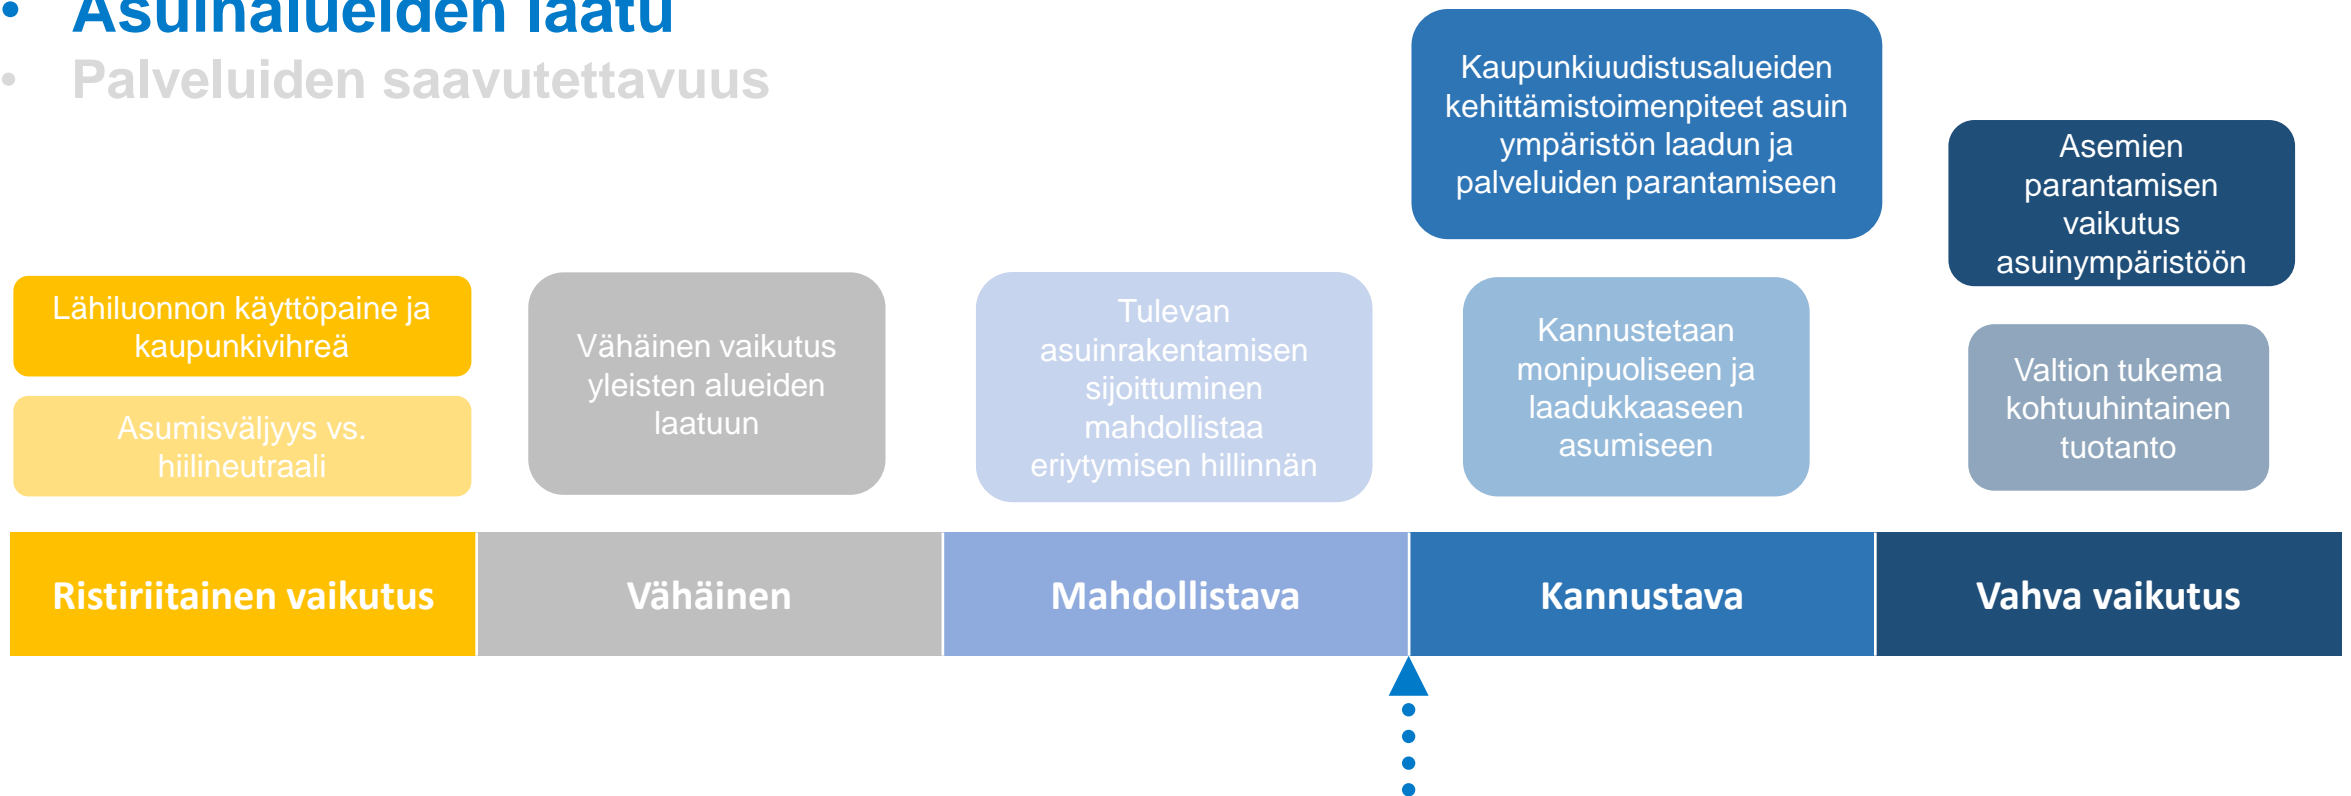 • Asuinalueiden laatu
• Palveluiden saavutettavuus
Kaupunkiuudistusalueiden
kehittämistoimenpiteet asuin
ympäristön laadun ja
palveluiden parantamiseen
Asemien
parantamisen
vaikutus
asuinympäristöön
Lähiluonnon käyttöpaine ja
kaupunkivihreä
Asumisväljyys vs.
hiilineutraali
Vähäinen vaikutus
yleisten alueiden
laatuun
Tulevan
asuinrakentamisen
sijoittuminen
mahdollistaa
eriytymisen hillinnän
Kannustetaan
monipuoliseen ja
laadukkaaseen
asumiseen
Valtion tukema
kohtuuhintainen
tuotanto
Ristiriitainen vaikutus
Vähäinen
Mahdollistava
Kannustava
Vahva vaikutus